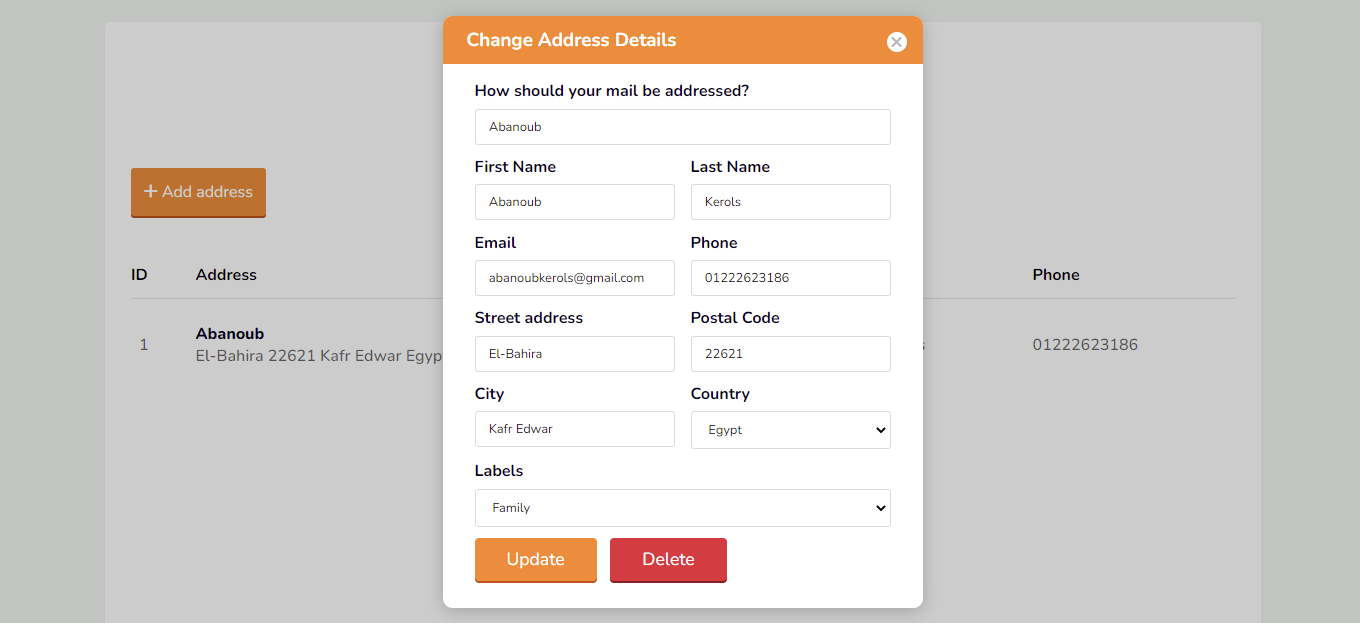 Change Address Details
How should your mail be addressed?
Abanoub
First Name Last Name
Abanoub Kerols
Email Phone
abanoubkerols@gmail.com 01222623186
Street address Postal Code
El-Bahira 22621
City Country
Kafr Edwar Egypt
Labels
Family
Update Delete
+ Add address
ID Address Phone
Abanoub
1 El-Bahira 22621 Kafr Edwar Egyp 01222623186